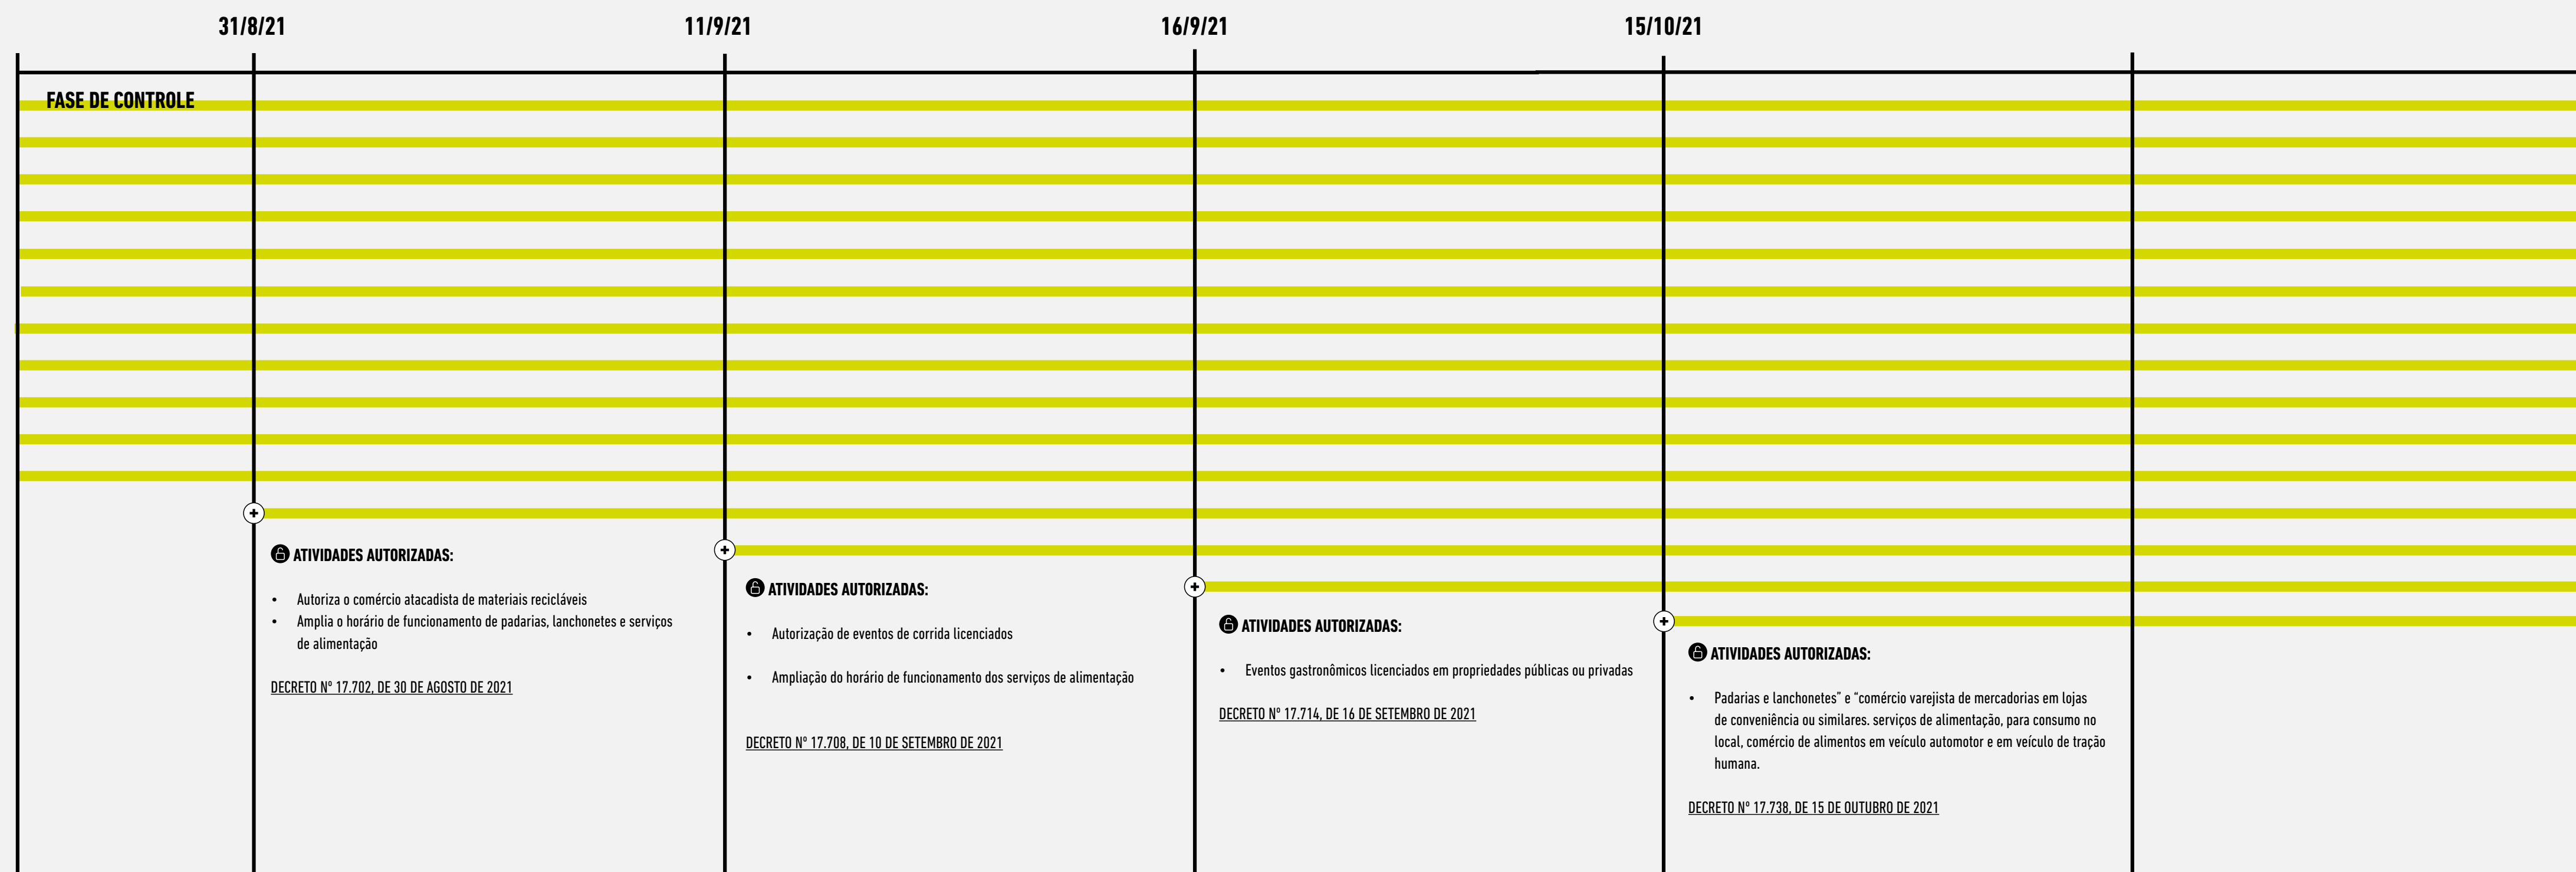 31/8/21
11/9/21
16/9/21
15/10/21
FASE DE CONTROLE
ATIVIDADES AUTORIZADAS:
• Autoriza o comércio atacadista de materiais recicláveis
• Amplia o horário de funcionamento de padarias, lanchonetes e serviços
de alimentação
DECRETO Nº 17.702, DE 30 DE AGOSTO DE 2021
ATIVIDADES AUTORIZADAS:
• Autorização de eventos de corrida licenciados
• Ampliação do horário de funcionamento dos serviços de alimentação
DECRETO Nº 17.708, DE 10 DE SETEMBRO DE 2021
ATIVIDADES AUTORIZADAS:
• Eventos gastronômicos licenciados em propriedades públicas ou privadas
DECRETO Nº 17.714, DE 16 DE SETEMBRO DE 2021
ATIVIDADES AUTORIZADAS:
• Padarias e lanchonetes” e “comércio varejista de mercadorias em lojas
de conveniência ou similares. serviços de alimentação, para consumo no
local, comércio de alimentos em veículo automotor e em veículo de tração
humana.
DECRETO Nº 17.738, DE 15 DE OUTUBRO DE 2021